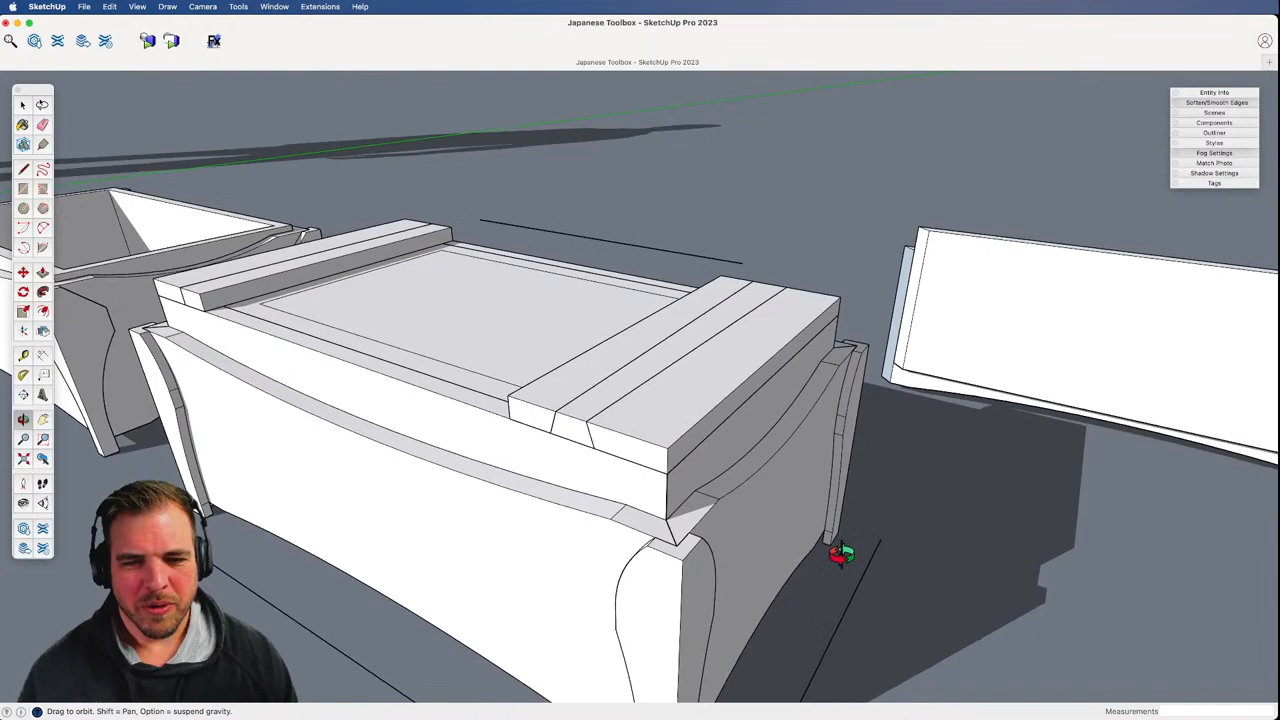 SketchUp File Edit View Draw Camera Tools Window Extensions Help
Japanese Toolbox - SketchUp Pro 2023
Japanese Toolbox - SketchUp Pro 2023
Entity Info
Soften/Smooth Edges
Scenes
Components
Outliner
Styles
Fog Settings
Match Photo
Shadow Settings
Tags
Drag to orbit. Shift = Pan, Option = suspend gravity.
Measurements